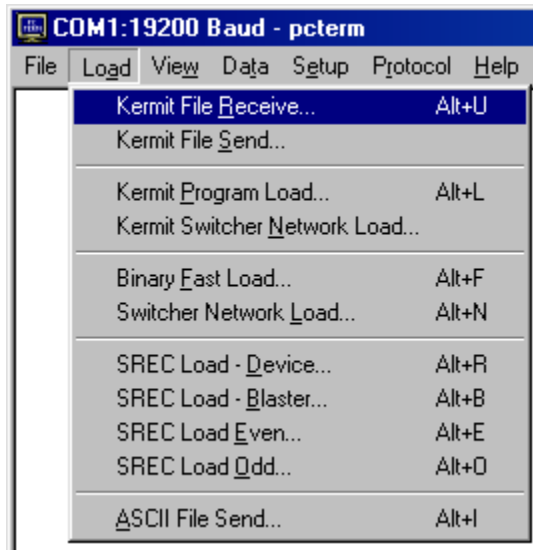 COM1:19200 Baud - pcterm
File Load View Data Setup Protocol Help
Kermit File Receive... Alt+U
Kermit File Send...
Kermit Program Load... Alt+L
Kermit Switcher Network Load...
Binary Fast Load... Alt+F
Switcher Network Load... Alt+N
SREC Load - Device... Alt+R
SREC Load - Blaster... Alt+B
SREC Load Even... Alt+E
SREC Load Odd... Alt+O
ASCII File Send... Alt+I